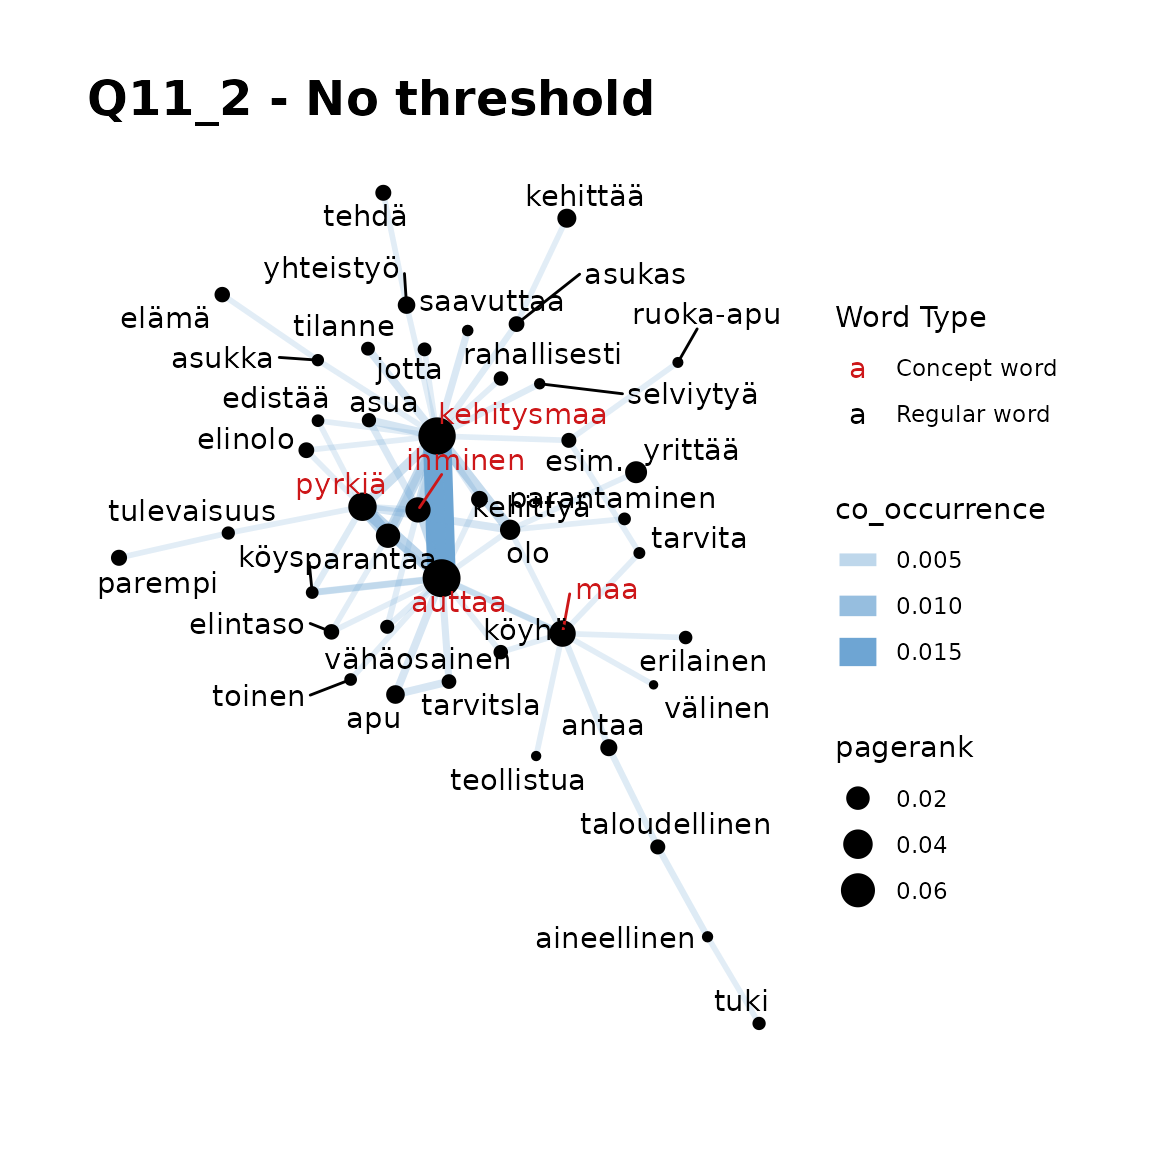 Q11_2 - No threshold
tehdä
kehittää
yhteistyö
asukas
saavuttaa
elämä
tilanne
ruoka-apu
asukka
jotta
rahallisesti
edistää
asua
selviytyä
kehitysmaa
elinolo
ihminen
esim.
yrittää
pyrkiä
kehittyä
parantaminen
tulevaisuus
tarvita
köys
parantaa
olo
parempi
auttaa
maa
elintaso
köyhä
vähäosainen
erilainen
toinen
apu
tarvitsla
välinen
antaa
teollistua
taloudellinen
aineellinen
tuki
Word Type
a Concept word
a Regular word
co_occurrence
0.005
0.010
0.015
pagerank
0.02
0.04
0.06